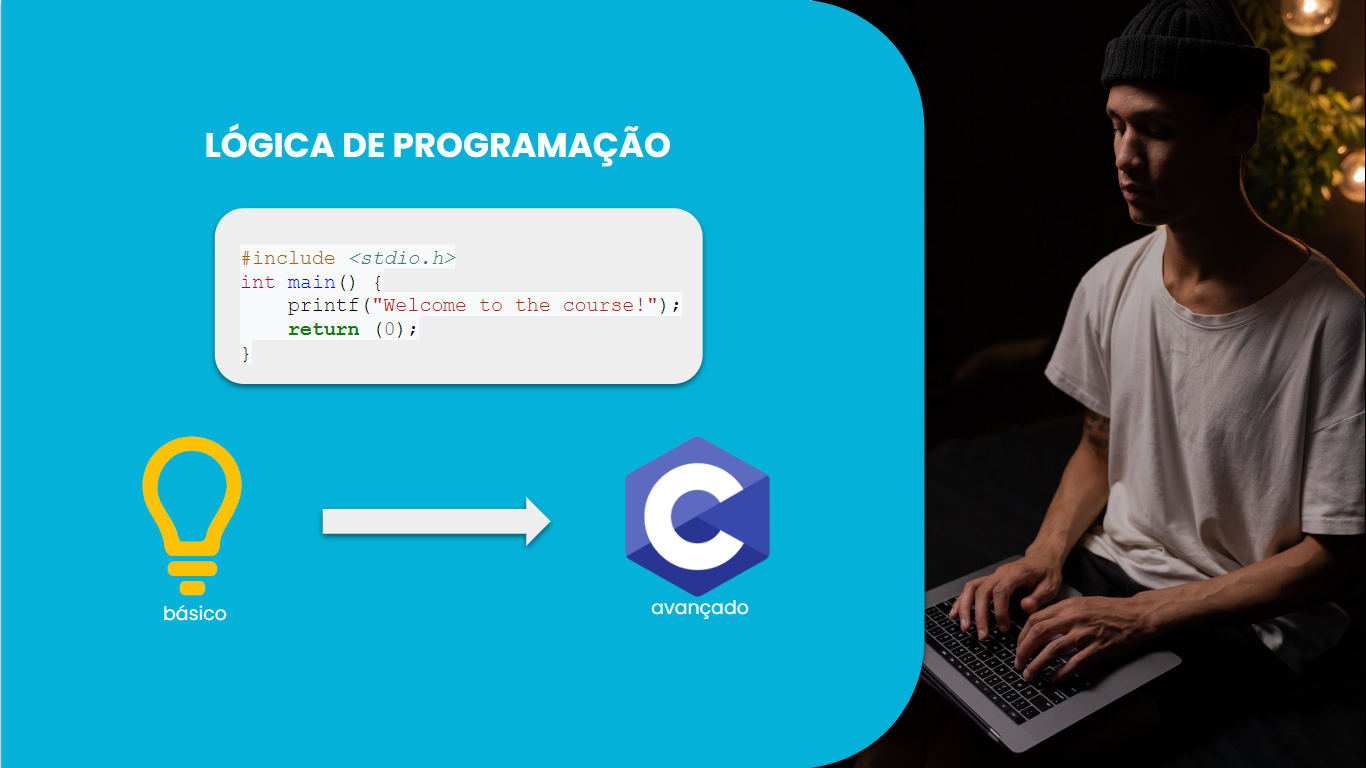 LÓGICA DE PROGRAMAÇÃO
#include <stdio.h>
int main() {
    printf("Welcome to the course!");
    return (0);
}
básico
C
avançado